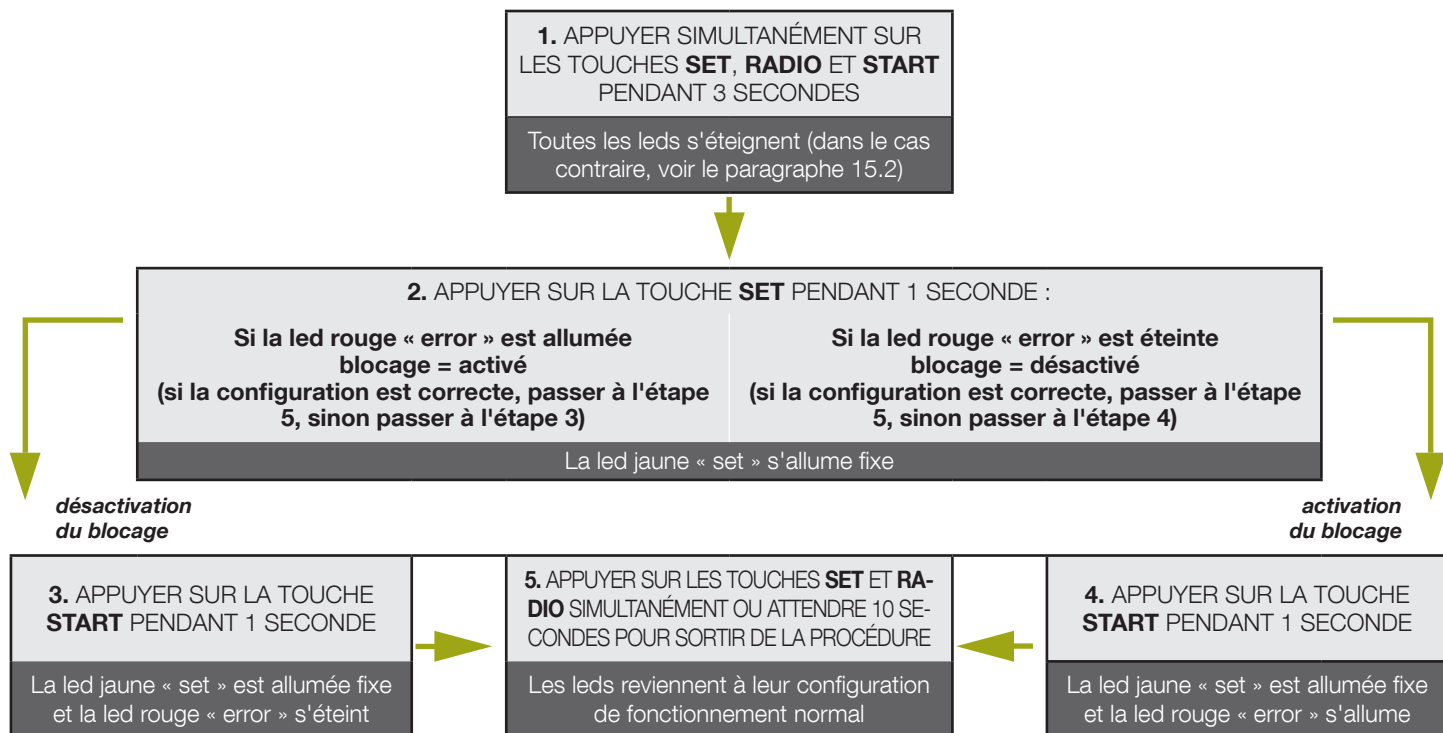 1. APPUYER SIMULTANÉMENT SUR
LES TOUCHES SET, RADIO ET START
PENDANT 3 SECONDES
Toutes les leds s'éteignent (dans le cas
contraire, voir le paragraphe 15.2)
2. APPUYER SUR LA TOUCHE SET PENDANT 1 SECONDE :
Si la led rouge « error » est allumée
blocage = activé
(si la configuration est correcte, passer à l'étape
5, sinon passer à l'étape 3)
Si la led rouge « error » est éteinte
blocage = désactivé
(si la configuration est correcte, passer à l'étape
5, sinon passer à l'étape 4)
La led jaune « set » s'allume fixe
désactivation
du blocage
activation
du blocage
3. APPUYER SUR LA TOUCHE
START PENDANT 1 SECONDE
La led jaune « set » est allumée fixe
et la led rouge « error » s'éteint
5. APPUYER SUR LES TOUCHES SET ET RA-
DIO SIMULTANÉMENT OU ATTENDRE 10 SE-
CONDES POUR SORTIR DE LA PROCÉDURE
Les leds reviennent à leur configuration
de fonctionnement normal
4. APPUYER SUR LA TOUCHE
START PENDANT 1 SECONDE
La led jaune « set » est allumée fixe
et la led rouge « error » s'allume